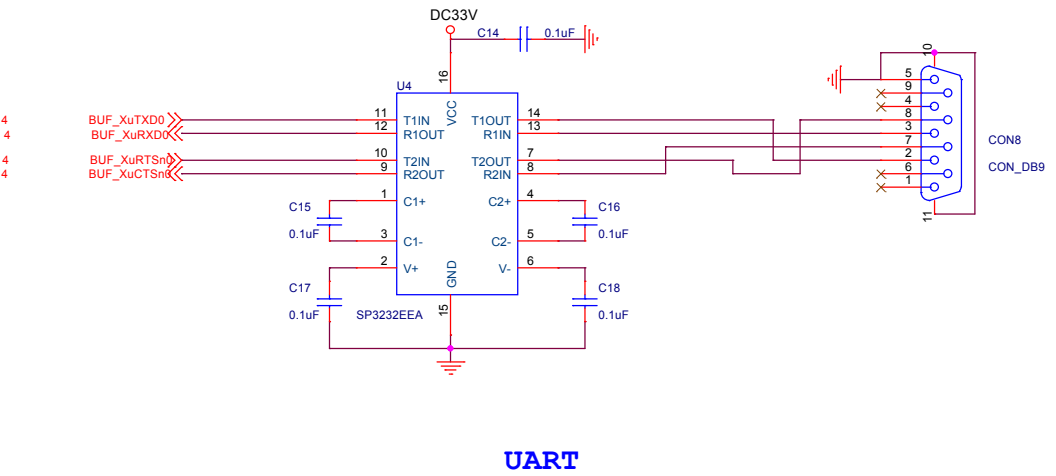 DC33V
C14 0.1uF
10
16
U4
5
9
4 BUF_XuTXD0 11 T1IN VCC T1OUT 14 4
8
4 BUF_XuRXD0 12 R1OUT R1IN 13 3
7 CON8
4 BUF_XuRTSn0 10 T2IN T2OUT 7 2
4 BUF_XuCTSn0 9 R2OUT R2IN 8 6 CON_DB9
1
1 C1+ C2+ 4
C15 C16
11
0.1uF 3 C1- C2- 5 0.1uF
2 V+ GND V- 6
C17 C18
0.1uF SP3232EEA 15 0.1uF
UART